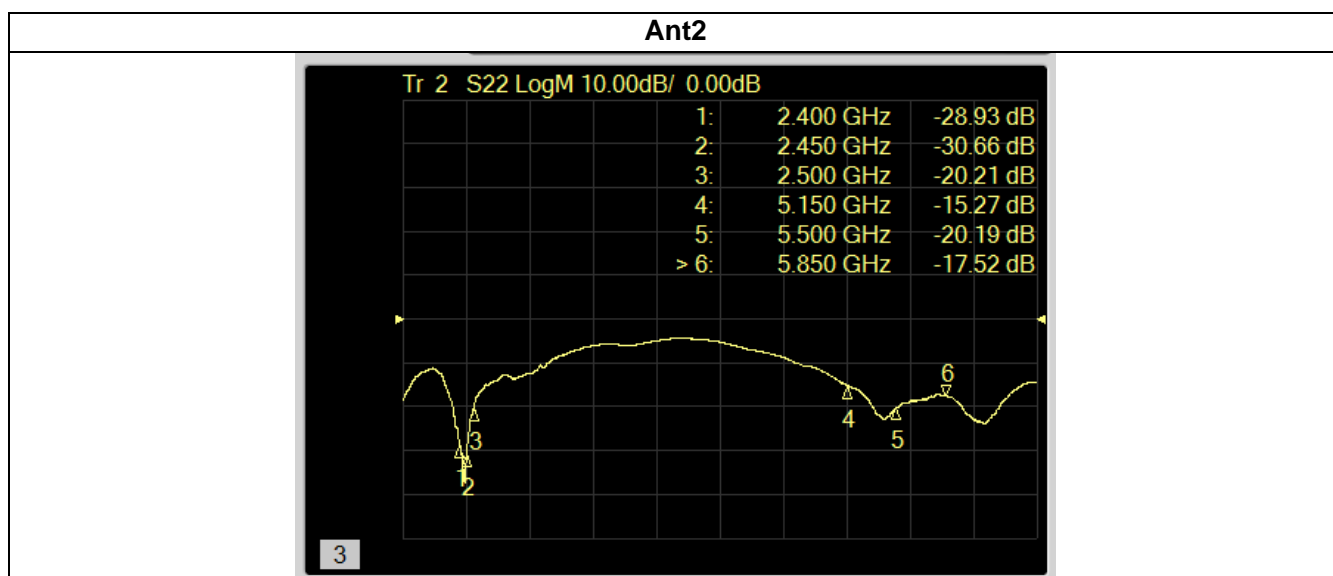 Ant2
Tr 2 S22 LogM 10.00dB/ 0.00dB
1: 2.400 GHz -28.93 dB
2: 2.450 GHz -30.66 dB
3: 2.500 GHz -20.21 dB
4: 5.150 GHz -15.27 dB
5: 5.500 GHz -20.19 dB
> 6: 5.850 GHz -17.52 dB
6
4
3
5
1
2
3